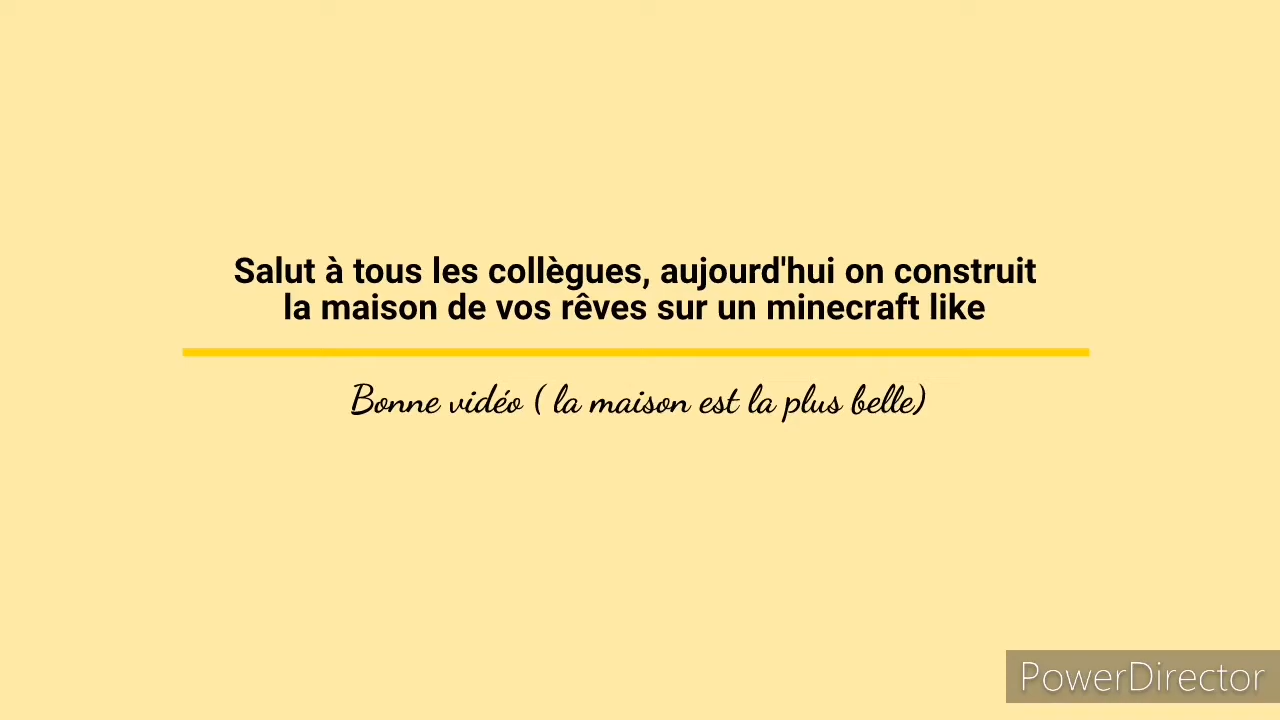 Salut à tous les collègues, aujourd'hui on construit
la maison de vos rêves sur un minecraft like
Bonne vidéo ( la maison est la plus belle)
PowerDirector